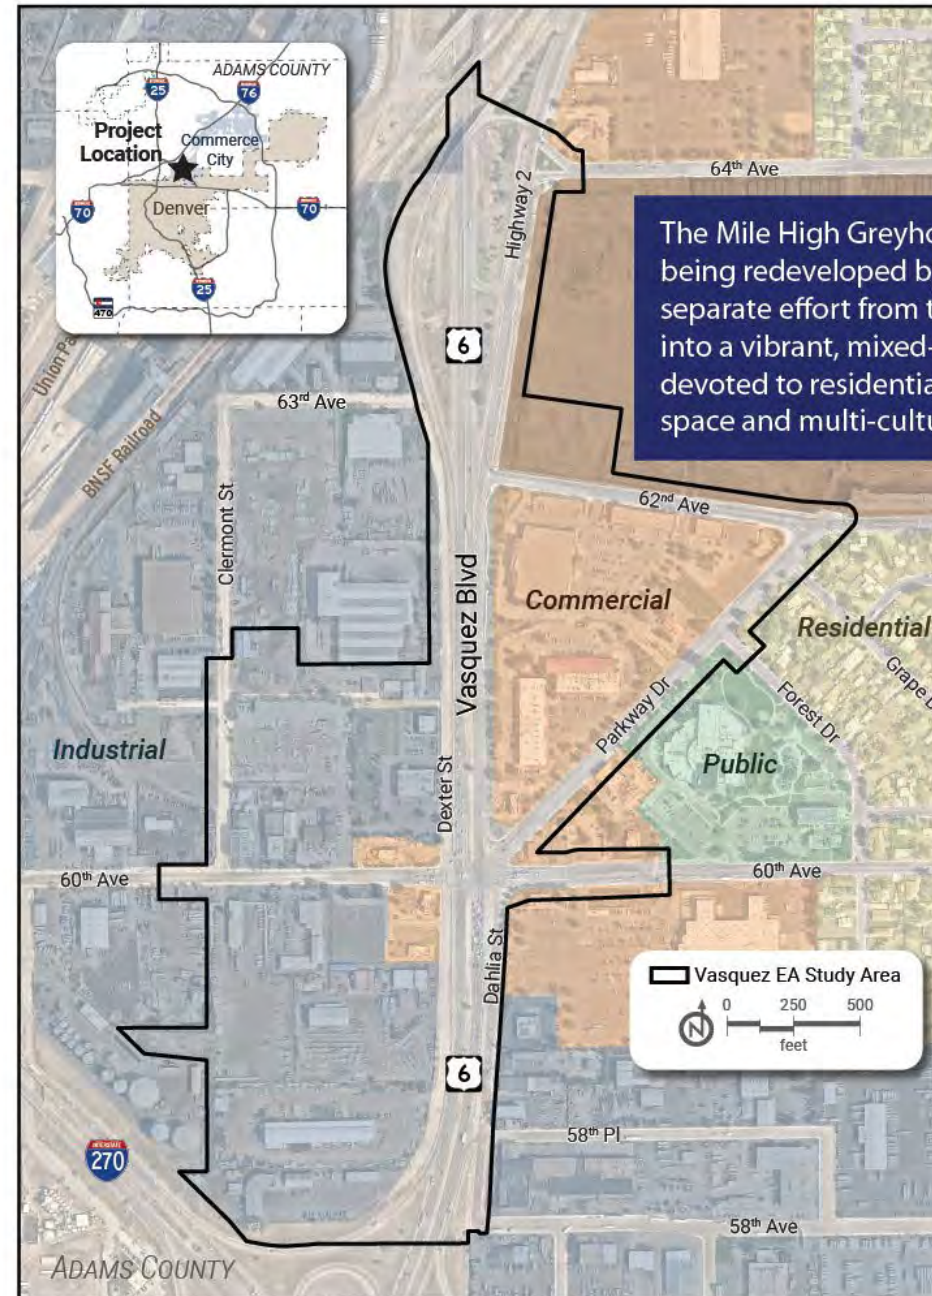 ADAMS COUNTY
25
76
Project
Location
Commerce
City
70
Denver
70
25
470
64th Ave
Highway 2
The Mile High Greyho
being redeveloped b
separate effort from t
into a vibrant, mixed-
devoted to residentia
space and multi-cultu
6
Union Pa
63rd Ave
BNSF Railroad
62nd Ave
Clermont St
Vasquez Blvd
Commercial
Residential
Grape D
Parkway Dr
Forest Dr
Industrial
Dexter St
Public
60th Ave
60th Ave
Dahlia St
Vasquez EA Study Area
N
0 250 500
feet
6
58th Pl
INTERSTATE
270
58th Ave
ADAMS COUNTY